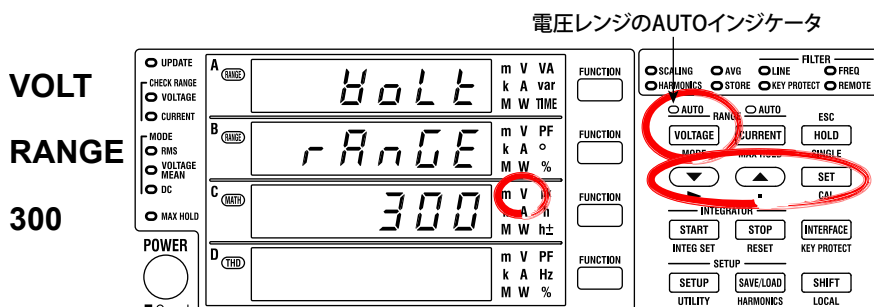 電圧レンジのAUTOインジケータ
VOLT
RANGE
300
UPDATE
CHECK RANGE
VOLTAGE
CURRENT
MODE
RMS
VOLTAGE MEAN
DC
MAX HOLD
POWER
A RANGE VoLt m V VA
k A var
M W TIME
B RANGE rAnGE m V PF
k A °
M W %
C MATH 300 m V
A h
M W h±
D THD m V PF
k A Hz
M W %
FUNCTION
FUNCTION
FUNCTION
FUNCTION
FILTER
SCALING AVG LINE FREQ
HARMONICS STORE KEY PROTECT REMOTE
AUTO RANGE AUTO ESC
VOLTAGE CURRENT HOLD
MODE MAX HOLD SINGLE
SET
CAL
INTEGRATOR
START STOP INTERFACE
INTEG SET RESET KEY PROTECT
SETUP
SETUP SAVE/LOAD SHIFT
UTILITY HARMONICS LOCAL